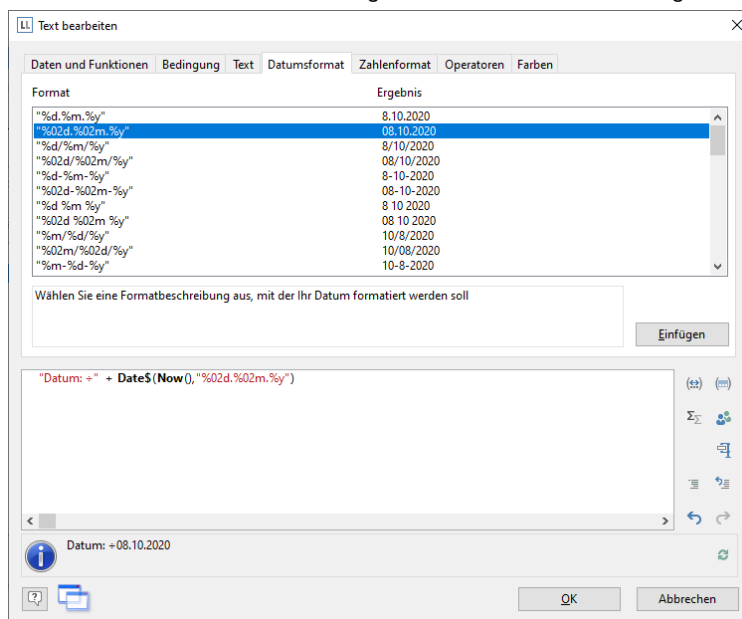 LL Text bearbeiten
Daten und Funktionen Bedingung Text Datumsformat Zahlenformat Operatoren Farben
Format Ergebnis
"%d.%m.%y" 8.10.2020
"%02d.%02m.%y" 08.10.2020
"%d/%m/%y" 8/10/2020
"%02d/%02m/%y" 08/10/2020
"%d-%m-%y" 8-10-2020
"%02d-%02m-%y" 08-10-2020
"%d %m %y" 8 10 2020
"%02d %02m %y" 08 10 2020
"%m/%d/%y" 10/8/2020
"%02m/%02d/%y" 10/08/2020
"%m-%d-%y" 10-8-2020
Wählen Sie eine Formatbeschreibung aus, mit der Ihr Datum formatiert werden soll
Einfügen
"Datum: ÷" + Date$(Now(),"%02d.%02m.%y")
Datum: ÷08.10.2020
OK Abbrechen